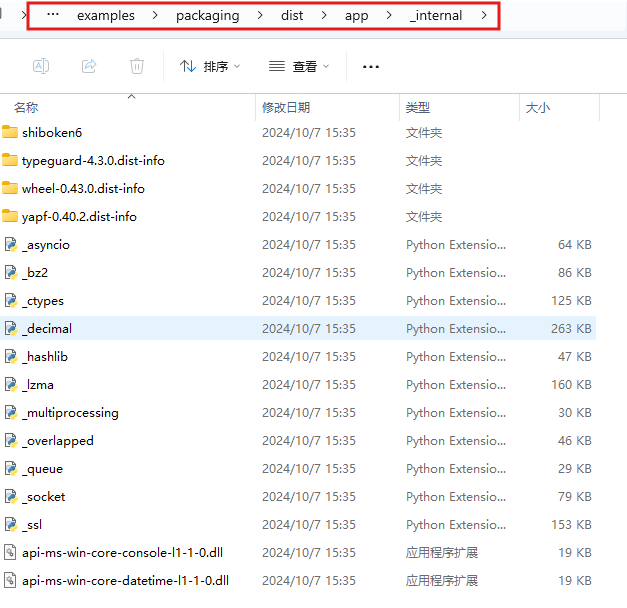 … > examples > packaging > dist > app > _internal >
排序 查看 …
名称 修改日期 类型 大小
shiboken6 2024/10/7 15:35 文件夹
typeguard-4.3.0.dist-info 2024/10/7 15:35 文件夹
wheel-0.43.0.dist-info 2024/10/7 15:35 文件夹
yapf-0.40.2.dist-info 2024/10/7 15:35 文件夹
_asyncio 2024/10/7 15:35 Python Extensio... 64 KB
_bz2 2024/10/7 15:35 Python Extensio... 86 KB
_ctypes 2024/10/7 15:35 Python Extensio... 125 KB
_decimal 2024/10/7 15:35 Python Extensio... 263 KB
_hashlib 2024/10/7 15:35 Python Extensio... 47 KB
_lzma 2024/10/7 15:35 Python Extensio... 160 KB
_multiprocessing 2024/10/7 15:35 Python Extensio... 30 KB
_overlapped 2024/10/7 15:35 Python Extensio... 46 KB
_queue 2024/10/7 15:35 Python Extensio... 29 KB
_socket 2024/10/7 15:35 Python Extensio... 79 KB
_ssl 2024/10/7 15:35 Python Extensio... 153 KB
api-ms-win-core-console-l1-1-0.dll 2024/10/7 15:35 应用程序扩展 19 KB
api-ms-win-core-datetime-l1-1-0.dll 2024/10/7 15:35 应用程序扩展 19 KB